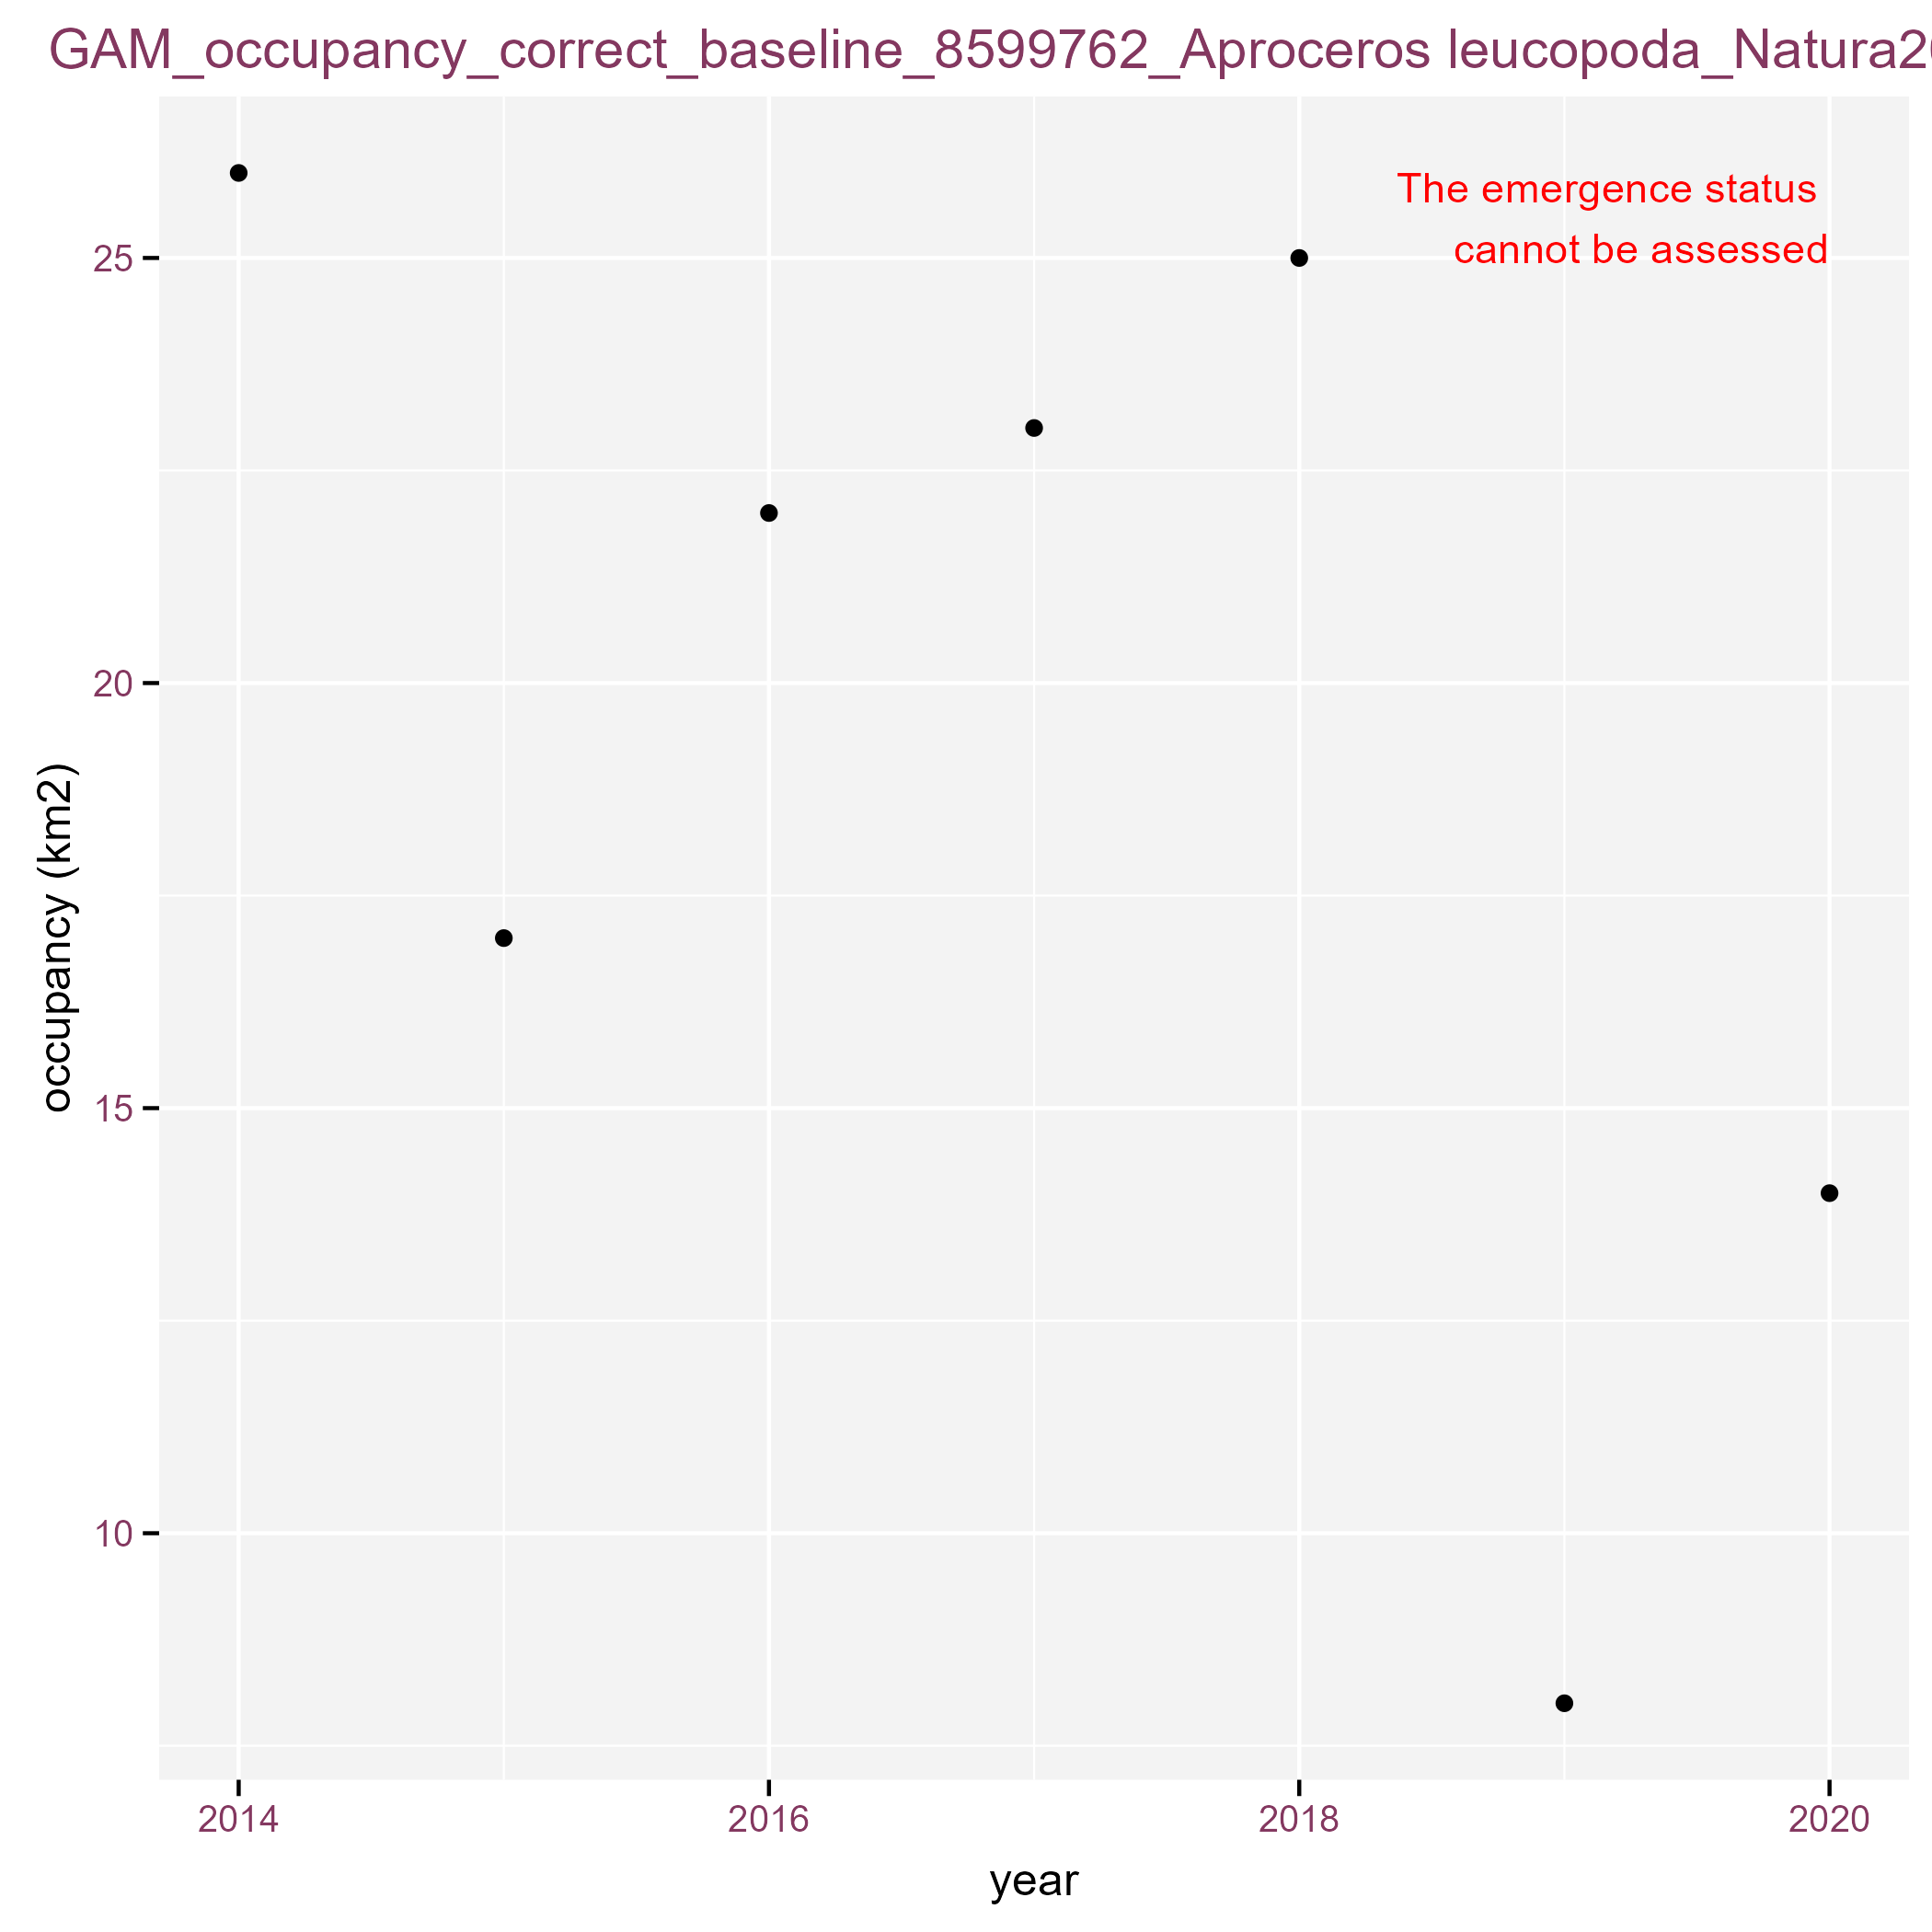 GAM_occupancy_correct_baseline_8599762_Aproceros leucopoda_Natura2
The emergence status
cannot be assessed
25
20
15
10
occupancy (km2)
2014 2016 2018 2020
year